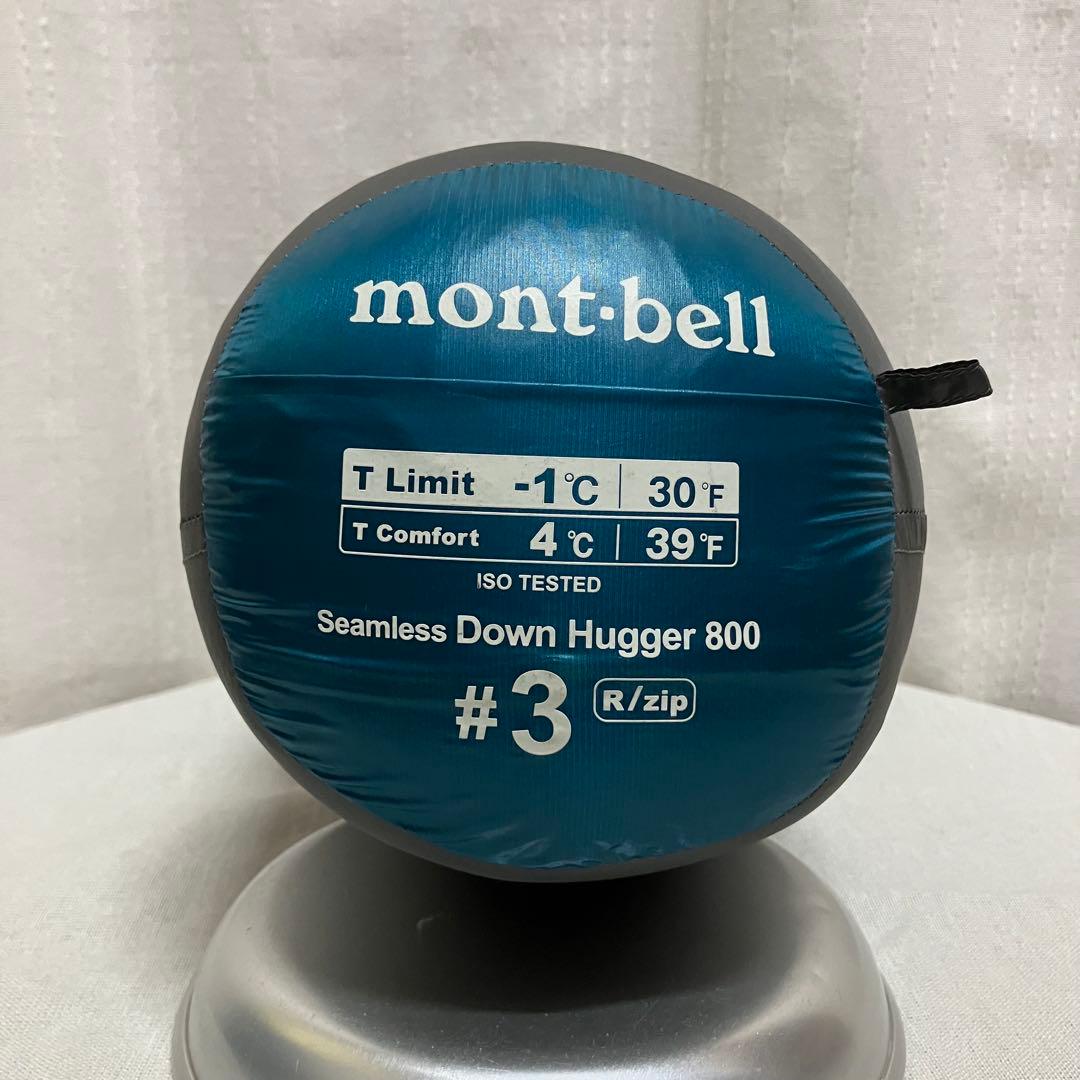 mont·bell
T Limit -1℃ | 30°F
T Comfort 4℃ | 39°F
ISO TESTED
Seamless Down Hugger 800
#3 R/zip